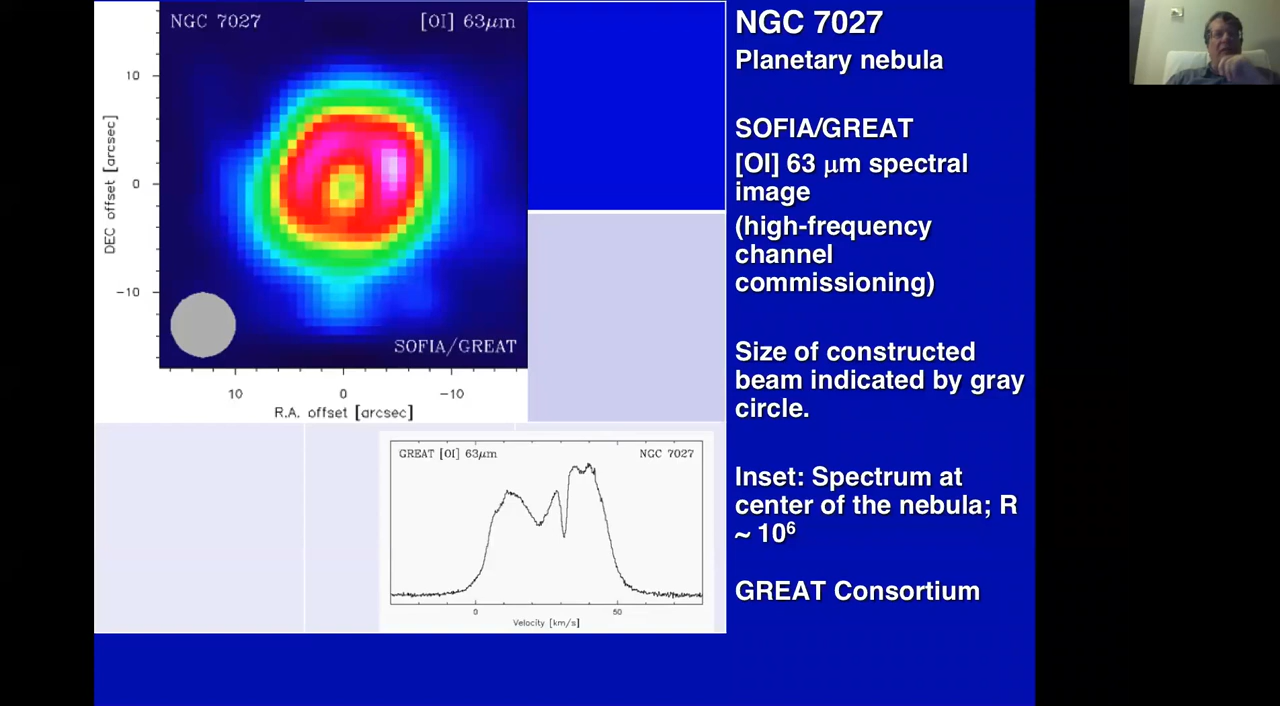 NGC 7027 [OI] 63μm
10
0
-10
DEC offset [arcsec]
SOFIA/GREAT
10 0 -10
R.A. offset [arcsec]
GREAT [OI] 63μm NGC 7027
0 50
Velocity [km/s]
NGC 7027
Planetary nebula
SOFIA/GREAT
[OI] 63 μm spectral
image
(high-frequency
channel
commissioning)
Size of constructed
beam indicated by gray
circle.
Inset: Spectrum at
center of the nebula; R
~ 10⁶
GREAT Consortium